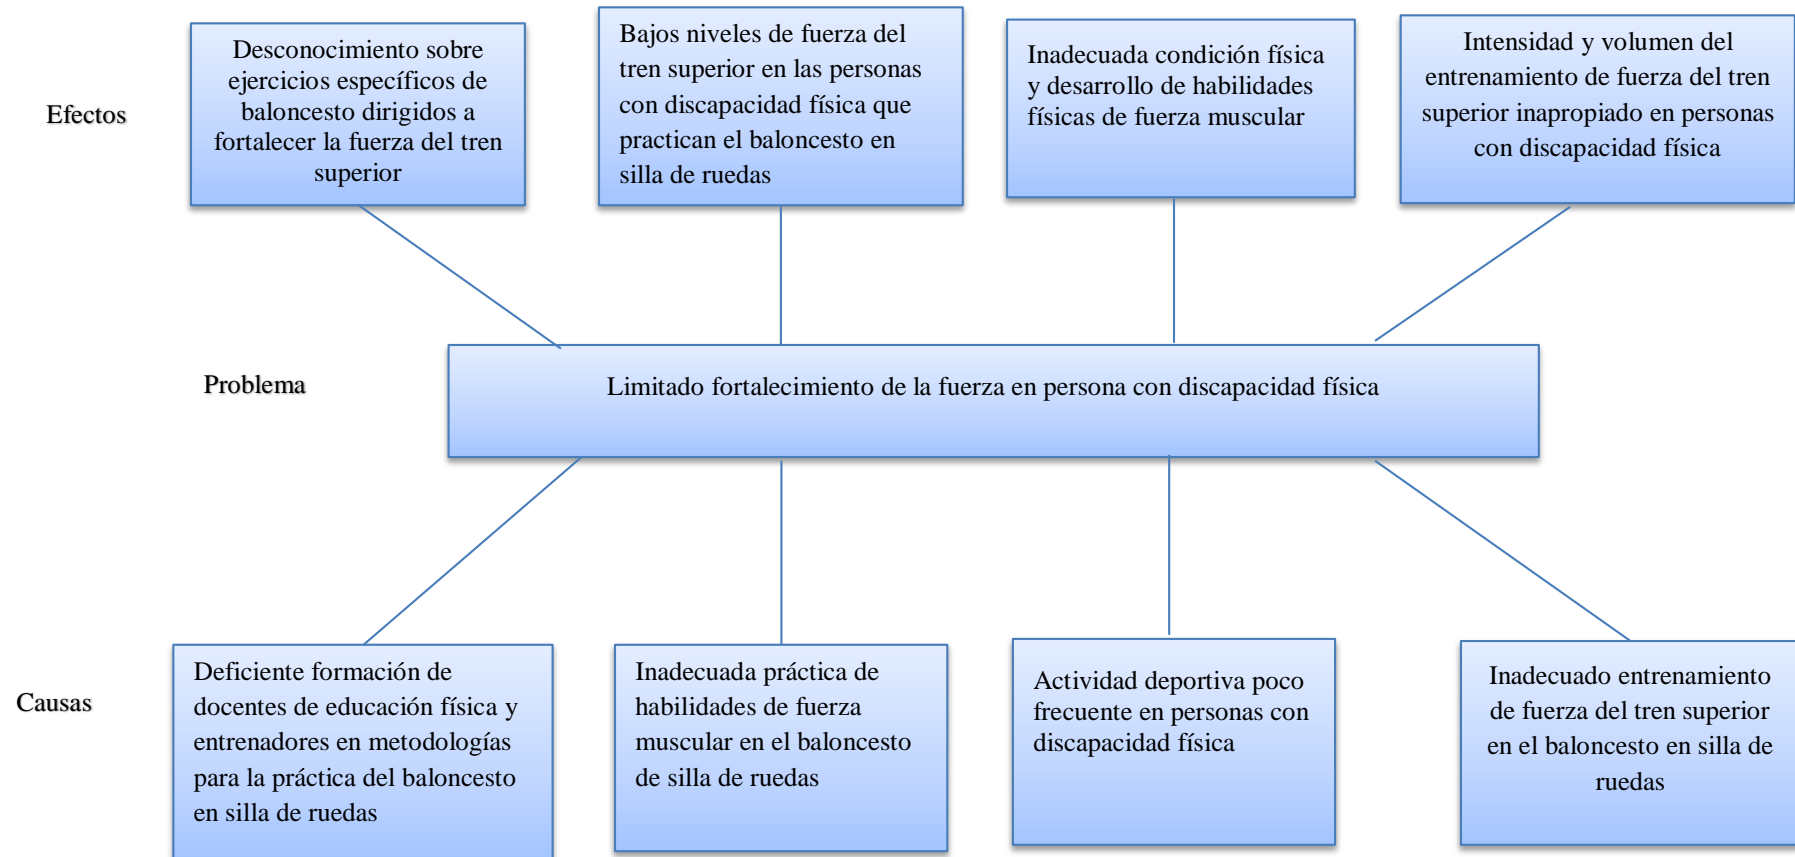 Efectos
Desconocimiento sobre
ejercicios específicos de
baloncesto dirigidos a
fortalecer la fuerza del tren
superior
Bajos niveles de fuerza del
tren superior en las personas
con discapacidad física que
practican el baloncesto en
silla de ruedas
Inadecuada condición física
y desarrollo de habilidades
físicas de fuerza muscular
Intensidad y volumen del
entrenamiento de fuerza del tren
superior inapropiado en personas
con discapacidad física
Problema
Limitado fortalecimiento de la fuerza en persona con discapacidad física
Causas
Deficiente formación de
docentes de educación física y
entrenadores en metodologías
para la práctica del baloncesto
en silla de ruedas
Inadecuada práctica de
habilidades de fuerza
muscular en el baloncesto
de silla de ruedas
Actividad deportiva poco
frecuente en personas con
discapacidad física
Inadecuado entrenamiento
de fuerza del tren superior
en el baloncesto en silla de
ruedas